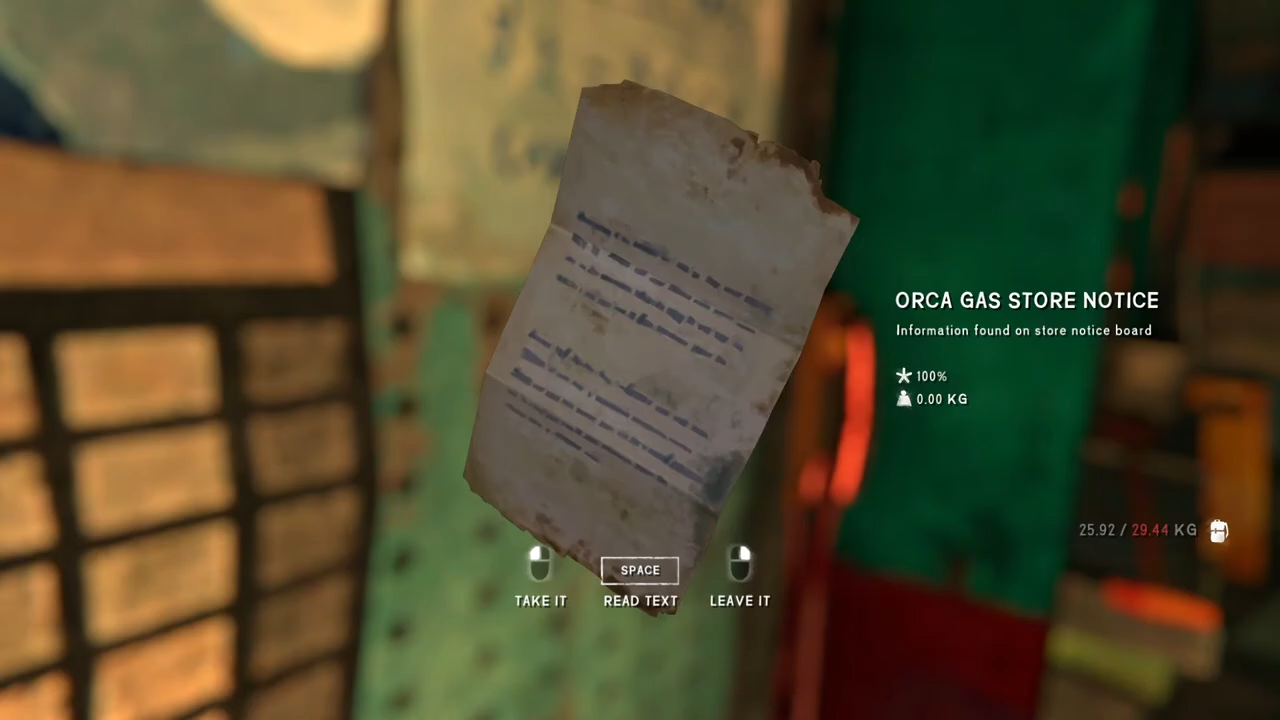 ORCA GAS STORE NOTICE
Information found on store notice board
100%
0.00 KG
25.92 / 29.44 KG
SPACE
TAKE IT
READ TEXT
LEAVE IT